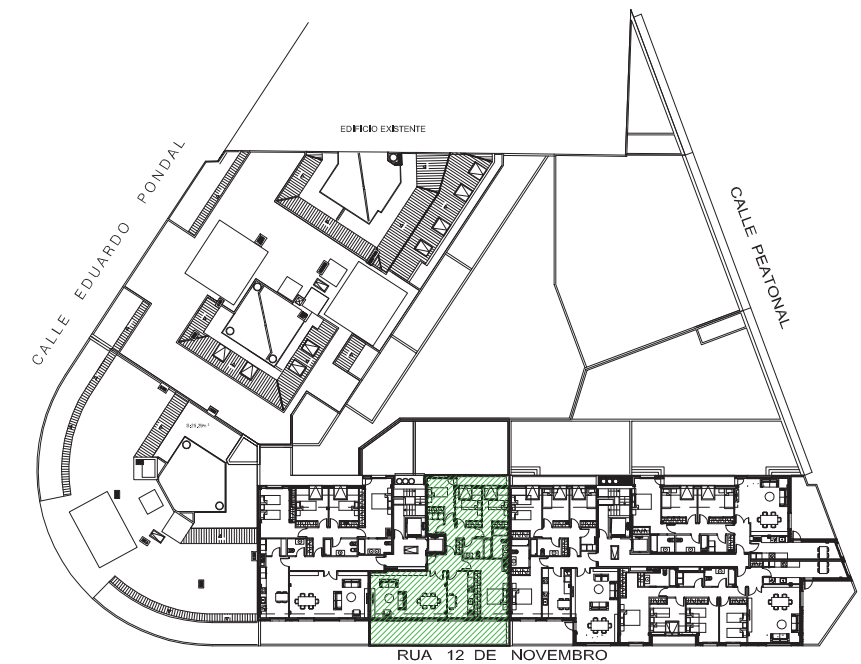 EDIFICIO EXISTENTE
CALLE EDUARDO PONDAL
CALLE PEATONAL
RUA 12 DE NOVEMBRO